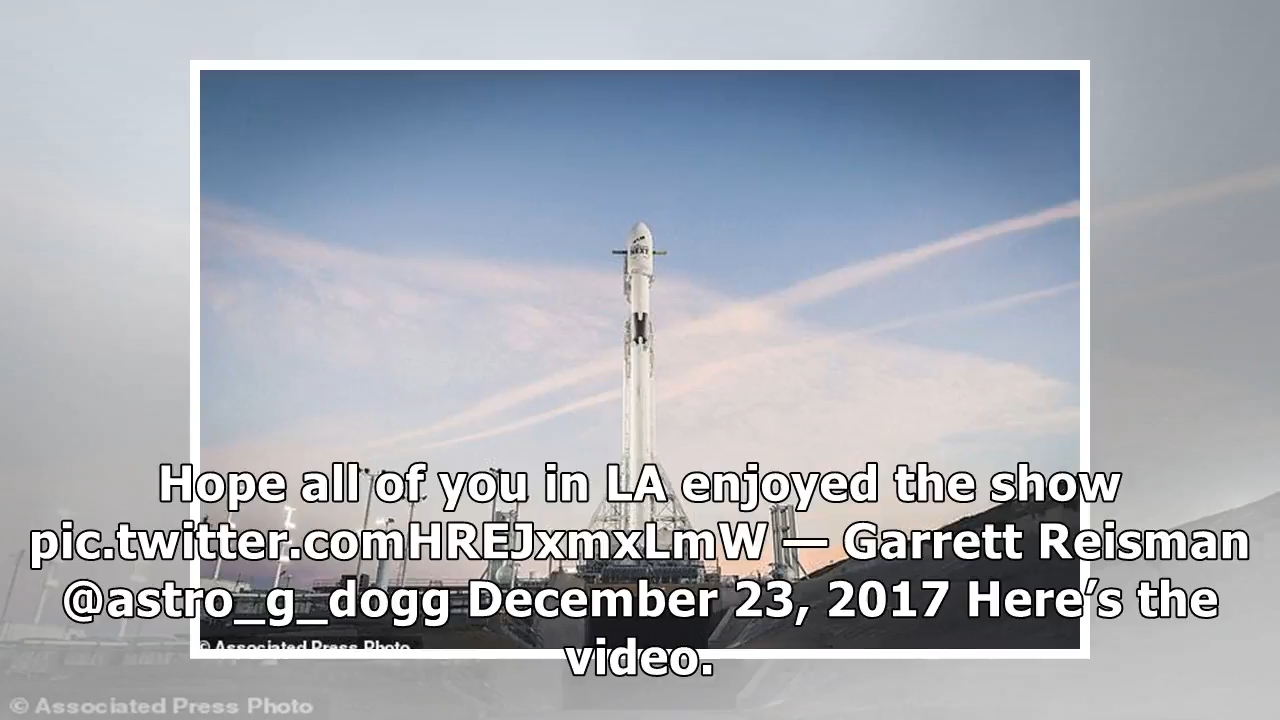 NEXT
Hope all of you in LA enjoyed the show
pic.twitter.comHREJxmxLmW — Garrett Reisman
@astro_g_dogg December 23, 2017 Here’s the
video.
© Associated Press Photo
© Associated Press Photo